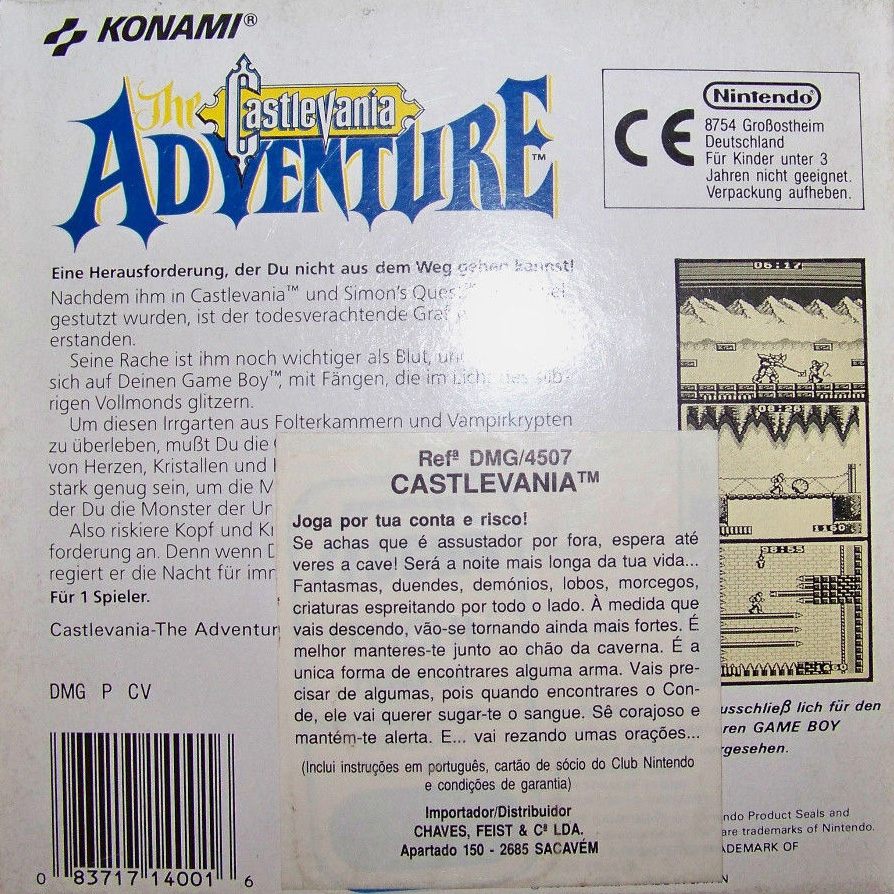 KONAMI®
The Castlevania
ADVENTURE™
Nintendo®
CE
8754 Großostheim
Deutschland
Für Kinder unter 3
Jahren nicht geeignet.
Verpackung aufheben.
Eine Herausforderung, der Du nicht aus dem Weg gehen kannst!
Nachdem ihm in Castlevania™ und Simon's
gestutzt wurden, ist der todesverachtende Graf
erstanden.
Seine Rache ist ihm noch wichtiger als Blut,
sich auf Deinen Game Boy™, mit Fängen, die im Licht des silb-
rigen Vollmonds glitzern.
Um diesen Irrgarten aus Folterkammern und Vampirkrypten
zu überleben, mußt Du die
von Herzen, Kristallen und
stark genug sein, um die
der Du die Monster der
Also riskiere Kopf und
forderung an. Denn wenn
regiert er die Nacht für
Für 1 Spieler.
Castlevania-The
DMG P CV
0 83717 14001 6
06:17
08:26
1160
98:55
Refª DMG/4507
CASTLEVANIA™
Joga por tua conta e risco!
Se achas que é assustador por fora, espera até
veres a cave! Será a noite mais longa da tua vida...
Fantasmas, duendes, demónios, lobos, morcegos,
criaturas espreitando por todo o lado. À medida que
vais descendo, vão-se tornando ainda mais fortes. É
melhor manteres-te junto ao chão da caverna. É a
unica forma de encontrares alguma arma. Vais pre-
cisar de algumas, pois quando encontrares o Con-
de, ele vai querer sugar-te o sangue. Sê corajoso e
mantém-te alerta. E... vai rezando umas orações...
(Inclui instruções em português, cartão de sócio do Club Nintendo
e condições de garantia)
Importador/Distribuidor
CHAVES, FEIST & Cª LDA.
Apartado 150 - 2685 SACAVÉM
lich für den
GAME BOY
Product Seals and
are trademarks of Nintendo.
OF